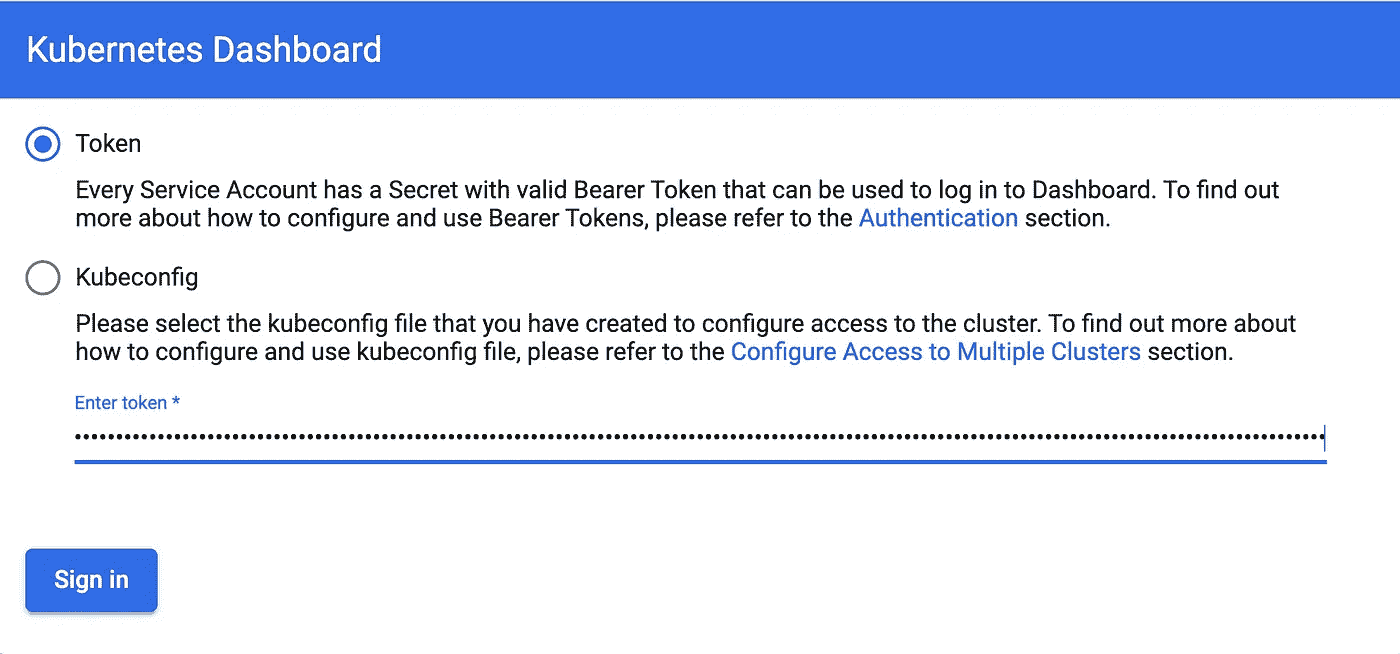 Kubernetes Dashboard
Token
Every Service Account has a Secret with valid Bearer Token that can be used to log in to Dashboard. To find out
more about how to configure and use Bearer Tokens, please refer to the Authentication section.
Kubeconfig
Please select the kubeconfig file that you have created to configure access to the cluster. To find out more about
how to configure and use kubeconfig file, please refer to the Configure Access to Multiple Clusters section.
Enter token *
Sign in